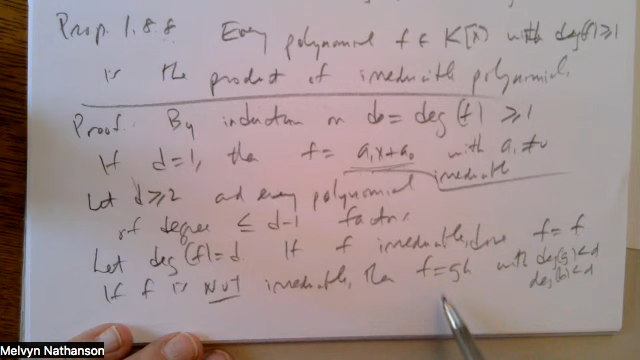 Prop. 1.8.8 Every polynomial f ∈ K[X] with deg(f) ≥ 1
is the product of irreducible polynomials
Proof. By induction on d = deg(f) ≥ 1
If d=1, then f = a₁x+a₀ with a₁ ≠ 0
irreducible
Let d ≥ 2 and every polynomial
of degree ≤ d-1 factors
Let deg(f)=d If f irreducible, done f = f
If f is NOT irreducible, then f=gh with deg(g)<d
deg(h)<d
Melvyn Nathanson